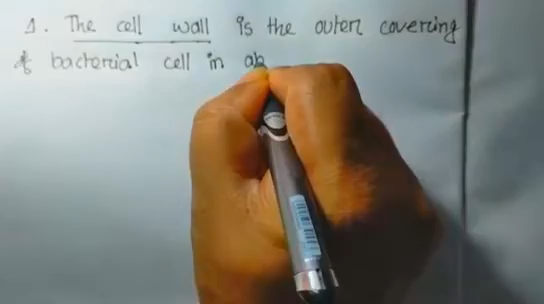 1. The cell wall is the outer covering
of bacterial cell in ab